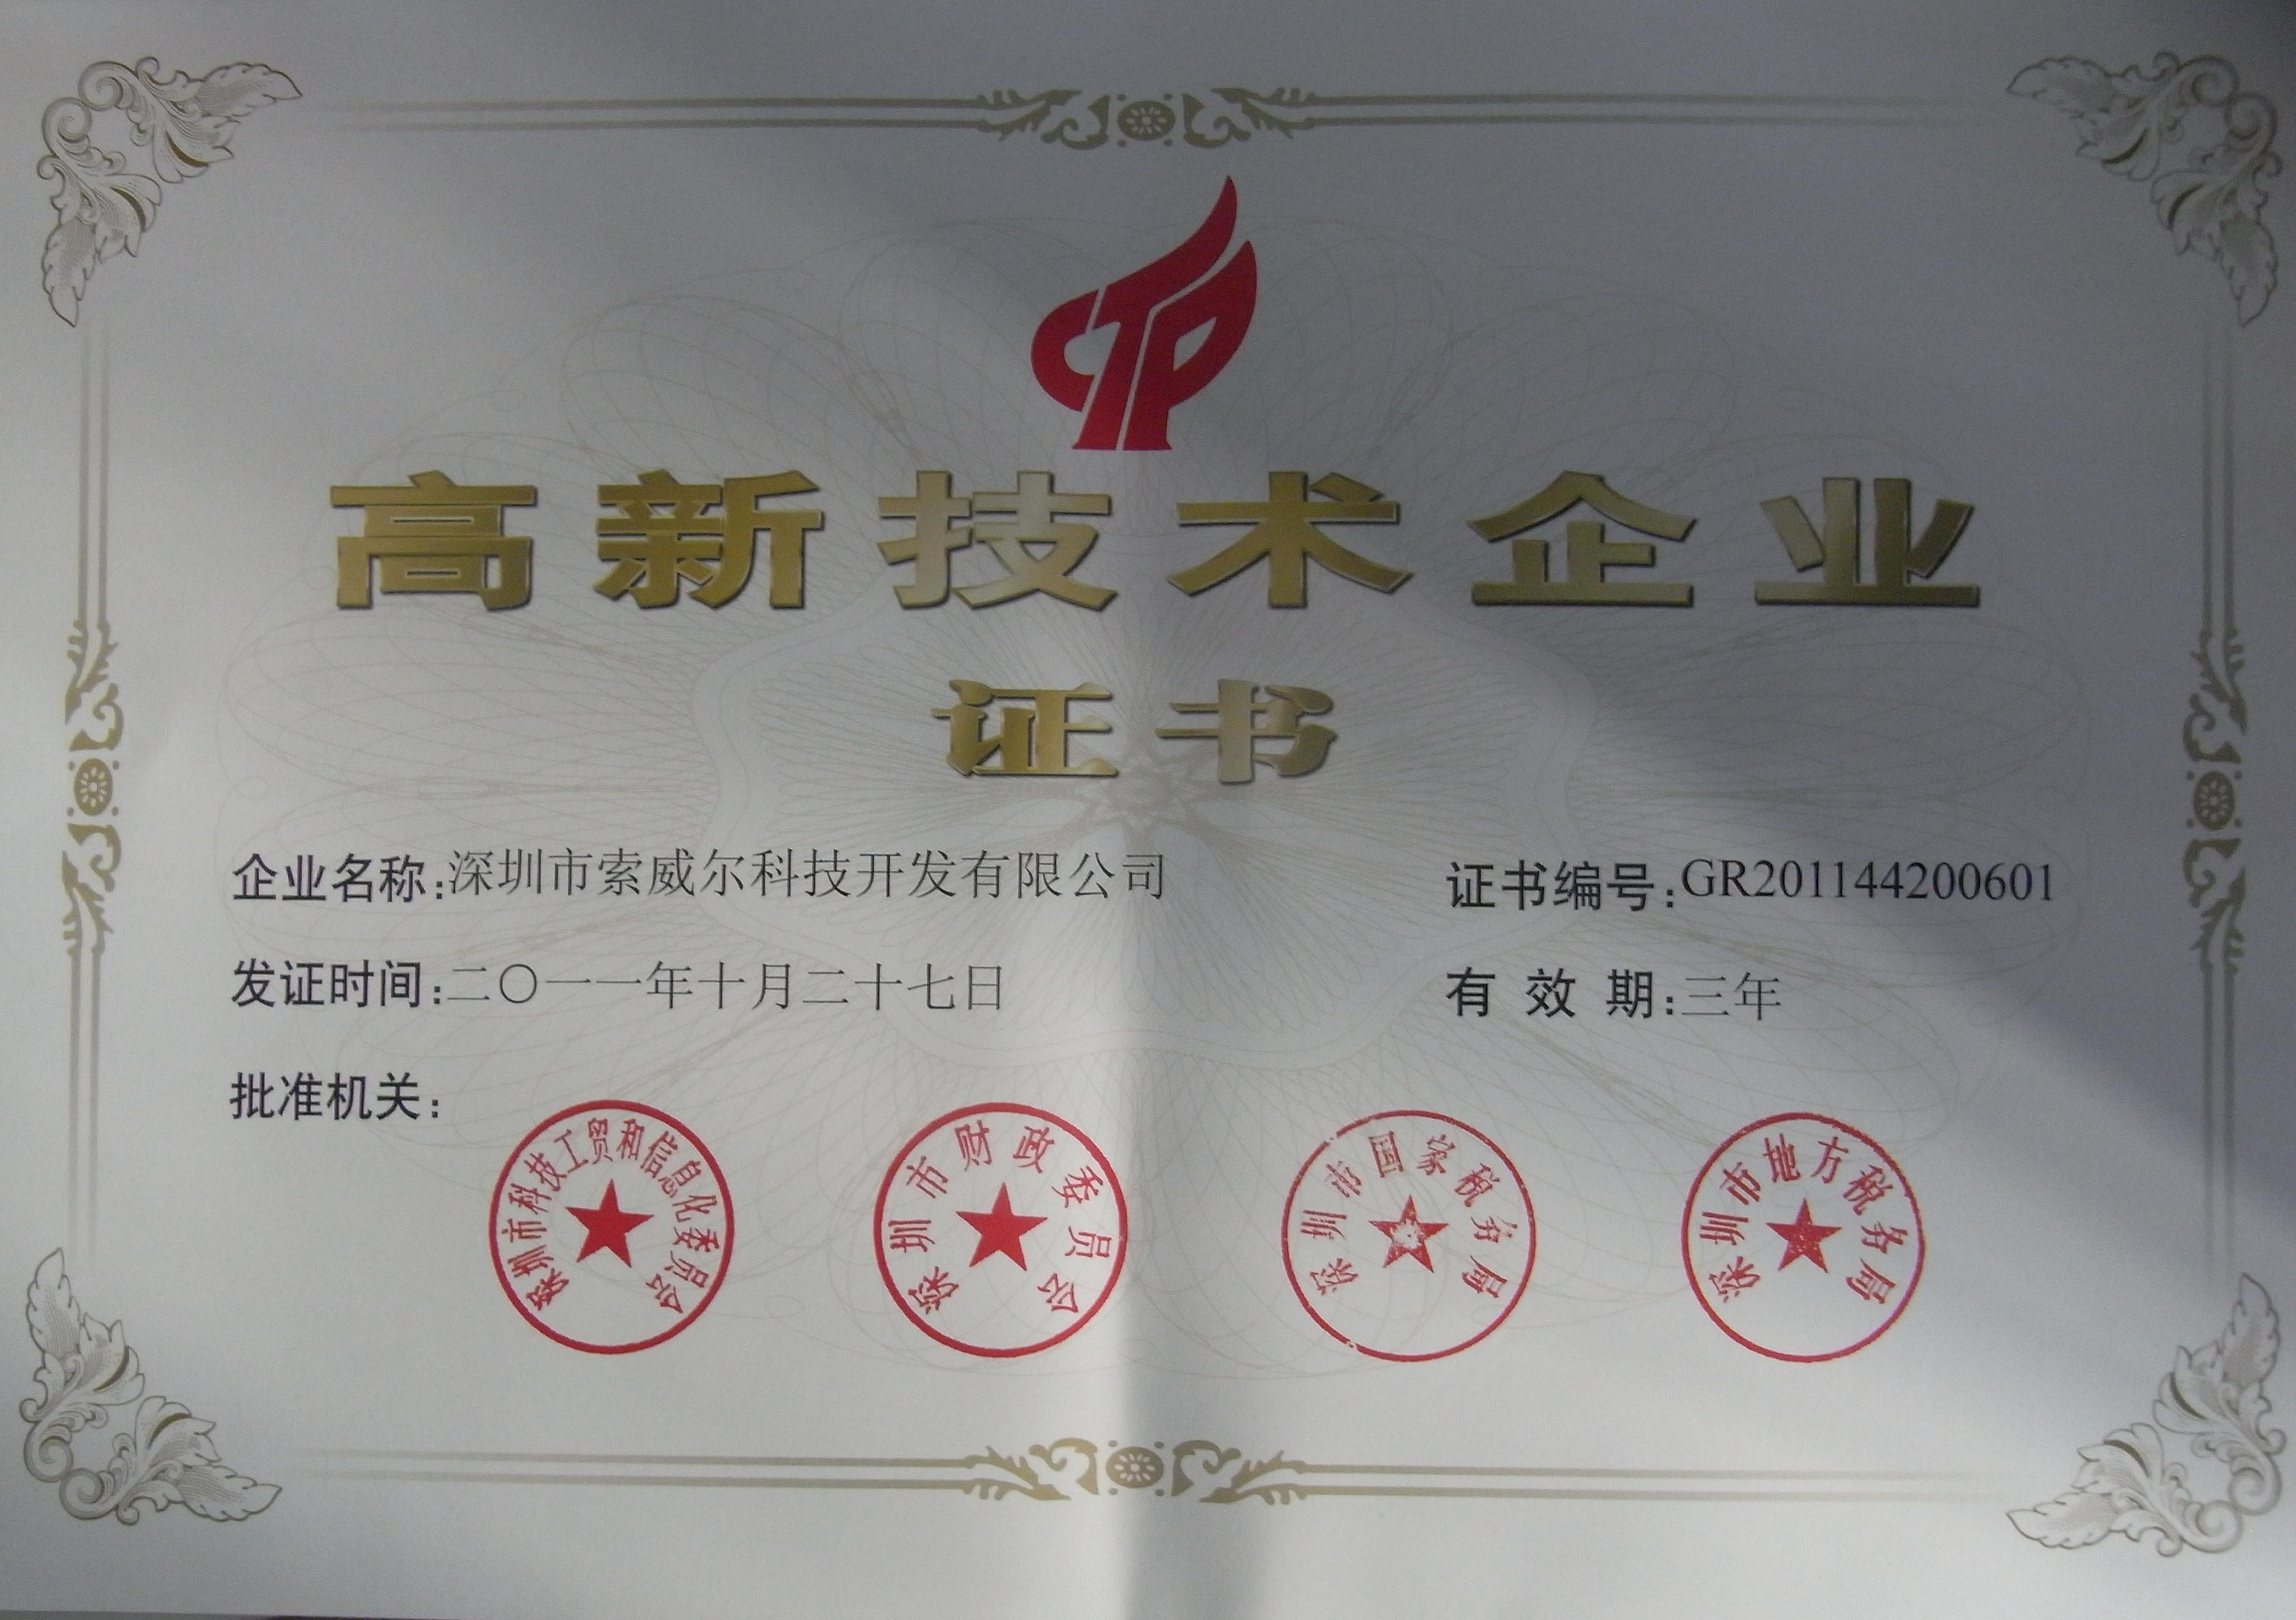 CTP
高新技术企业
证书
企业名称:深圳市索威尔科技开发有限公司
证书编号:GR201144200601
发证时间:二〇一一年十月二十七日
有效期:三年
批准机关:
深圳市科技工贸和信息化委员会
深圳市财政委员会
深圳市国家税务局
深圳市地方税务局